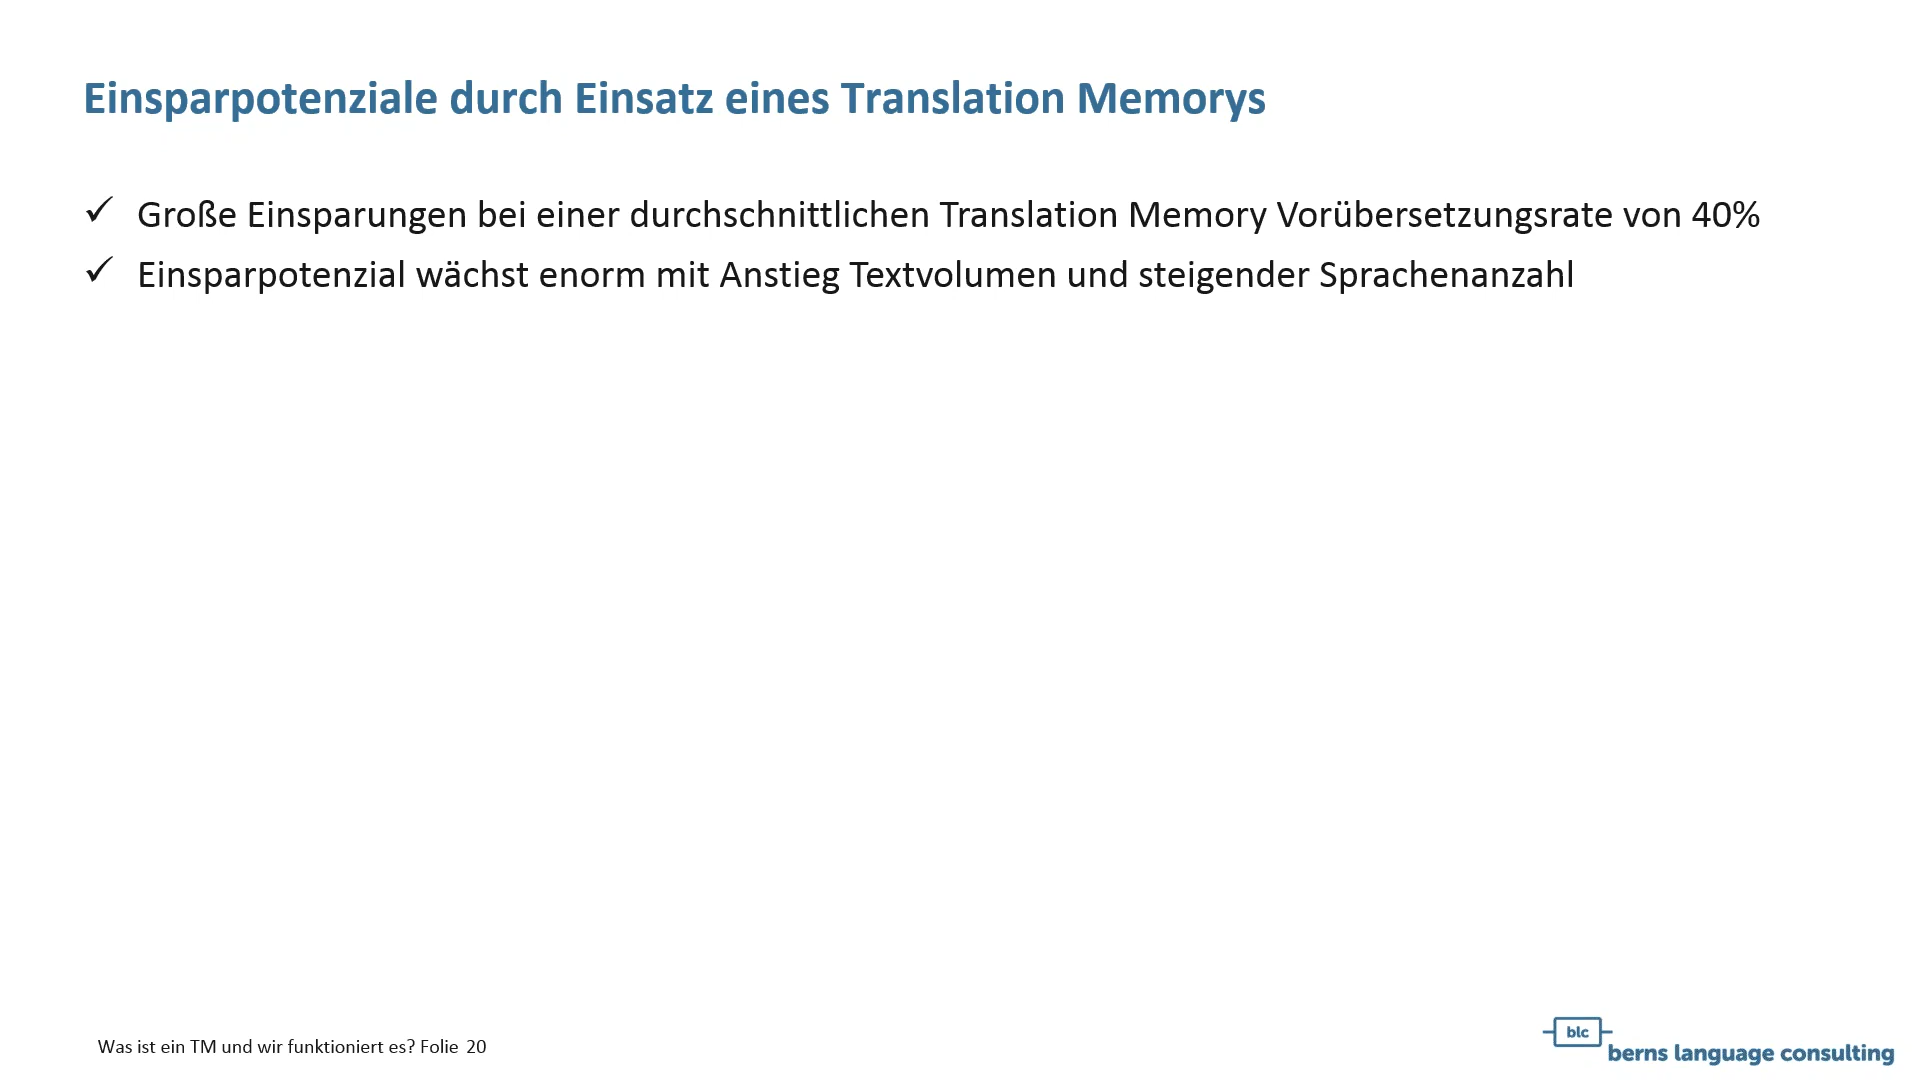 Einsparpotenziale durch Einsatz eines Translation Memorys
✓ Große Einsparungen bei einer durchschnittlichen Translation Memory Vorübersetzungsrate von 40%
✓ Einsparpotenzial wächst enorm mit Anstieg Textvolumen und steigender Sprachenanzahl
Was ist ein TM und wir funktioniert es? Folie 20
blc
berns language consulting